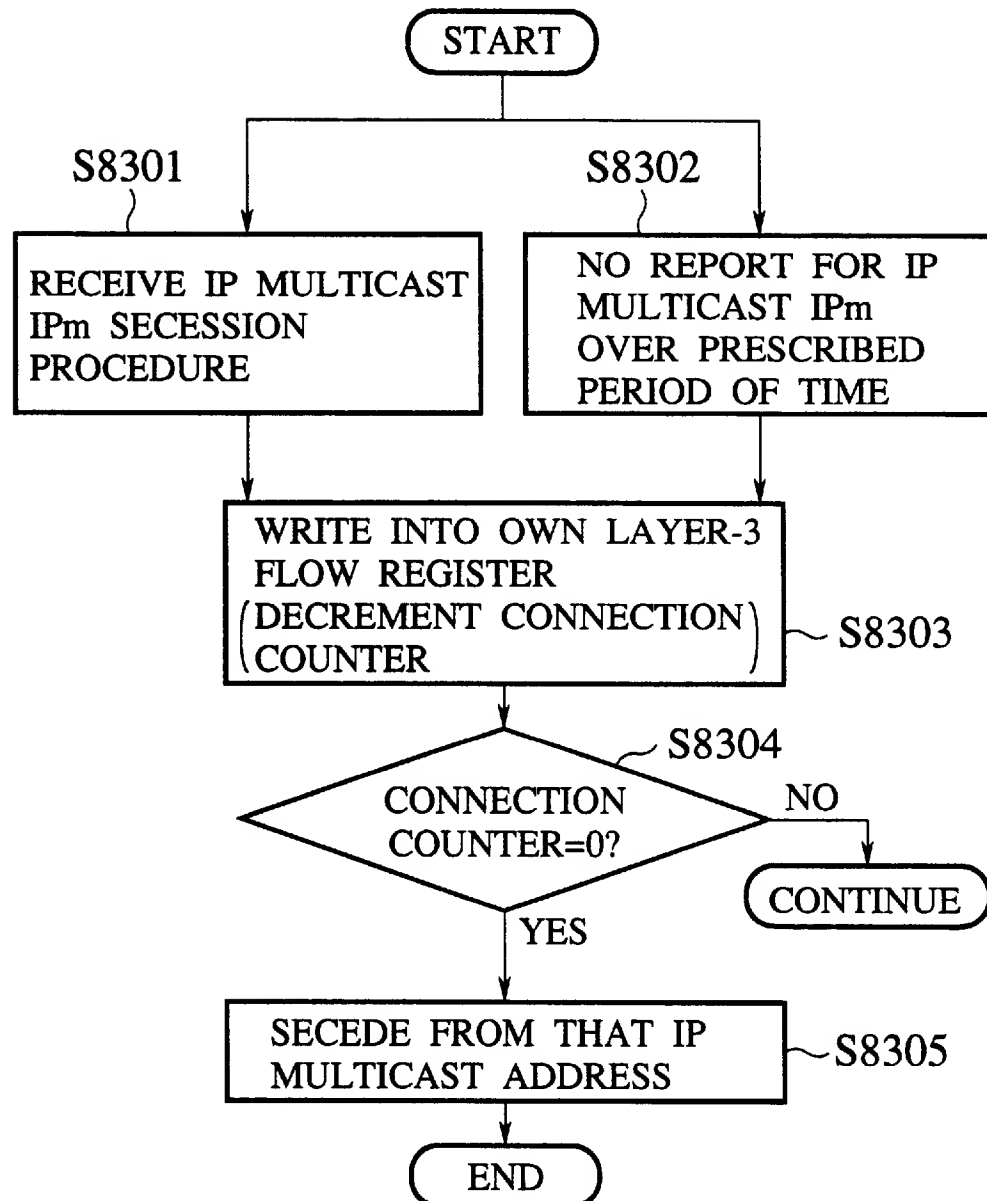 START
S8301
S8302
RECEIVE IP MULTICAST
IPm SECESSION
PROCEDURE
NO REPORT FOR IP
MULTICAST IPm
OVER PRESCRIBED
PERIOD OF TIME
WRITE INTO OWN LAYER-3
FLOW REGISTER
(DECREMENT CONNECTION
COUNTER)
S8303
S8304
CONNECTION
COUNTER=0?
NO
CONTINUE
YES
SECEDE FROM THAT IP
MULTICAST ADDRESS
S8305
END